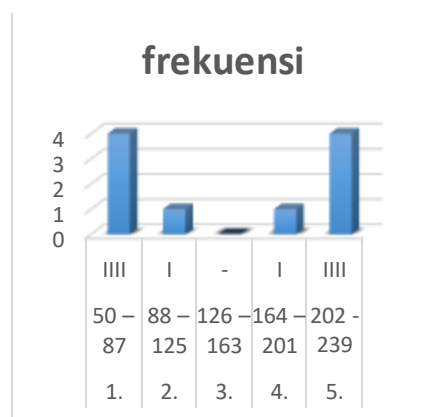 frekuensi
4
3
2
1
0
IIII I - I IIII
50 – 88 – 126 – 164 – 202 -
87 125 163 201 239
1. 2. 3. 4. 5.